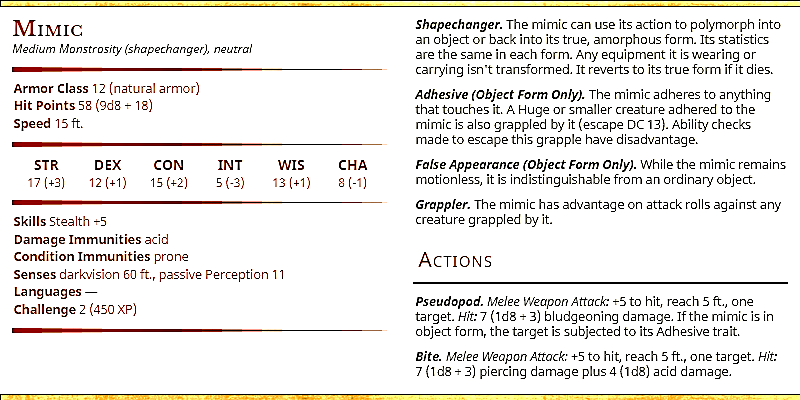 Mimic
Medium Monstrosity (shapechanger), neutral
Armor Class 12 (natural armor)
Hit Points 58 (9d8 + 18)
Speed 15 ft.
STR DEX CON INT WIS CHA
17 (+3) 12 (+1) 15 (+2) 5 (-3) 13 (+1) 8 (-1)
Skills Stealth +5
Damage Immunities acid
Condition Immunities prone
Senses darkvision 60 ft., passive Perception 11
Languages —
Challenge 2 (450 XP)
Shapechanger. The mimic can use its action to polymorph into
an object or back into its true, amorphous form. Its statistics
are the same in each form. Any equipment it is wearing or
carrying isn't transformed. It reverts to its true form if it dies.
Adhesive (Object Form Only). The mimic adheres to anything
that touches it. A Huge or smaller creature adhered to the
mimic is also grappled by it (escape DC 13). Ability checks
made to escape this grapple have disadvantage.
False Appearance (Object Form Only). While the mimic remains
motionless, it is indistinguishable from an ordinary object.
Grappler. The mimic has advantage on attack rolls against any
creature grappled by it.
Actions
Pseudopod. Melee Weapon Attack: +5 to hit, reach 5 ft., one
target. Hit: 7 (1d8 + 3) bludgeoning damage. If the mimic is in
object form, the target is subjected to its Adhesive trait.
Bite. Melee Weapon Attack: +5 to hit, reach 5 ft., one target. Hit:
7 (1d8 + 3) piercing damage plus 4 (1d8) acid damage.